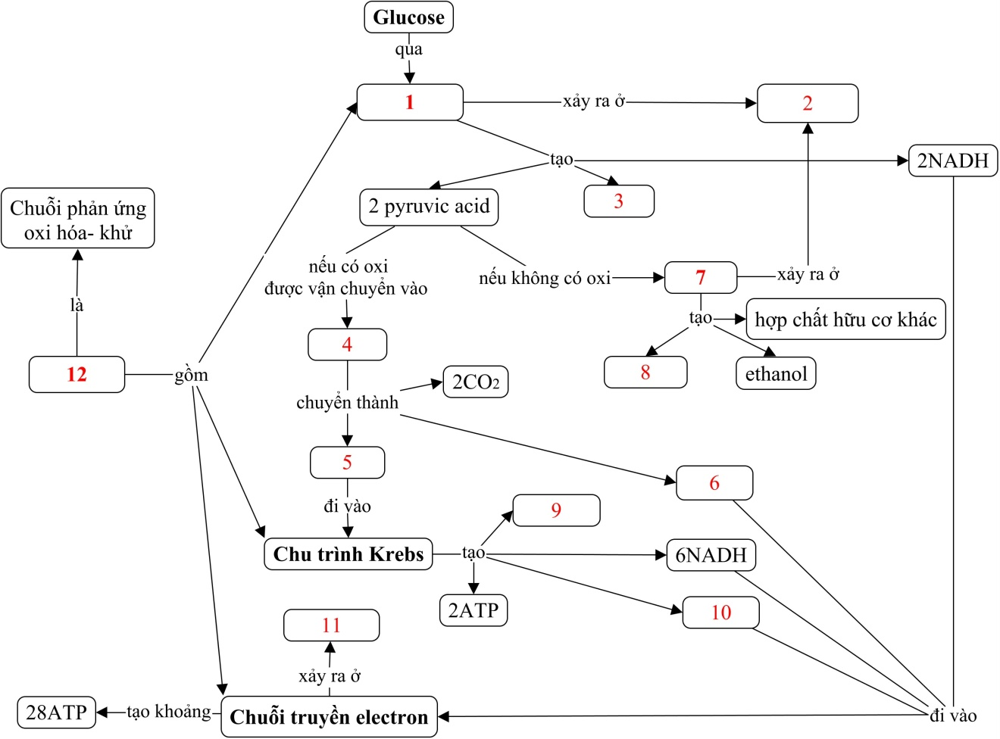 Glucose
qua
1
xảy ra ở
2
tạo
2NADH
Chuỗi phản ứng
oxi hóa- khử
2 pyruvic acid
3
nếu có oxi
được vận chuyển vào
nếu không có oxi
7
xảy ra ở
là
tạo
hợp chất hữu cơ khác
4
12
gồm
8
ethanol
2CO2
chuyển thành
5
6
đi vào
9
Chu trình Krebs
tạo
6NADH
2ATP
10
11
xảy ra ở
28ATP
tạo khoảng
Chuỗi truyền electron
đi vào